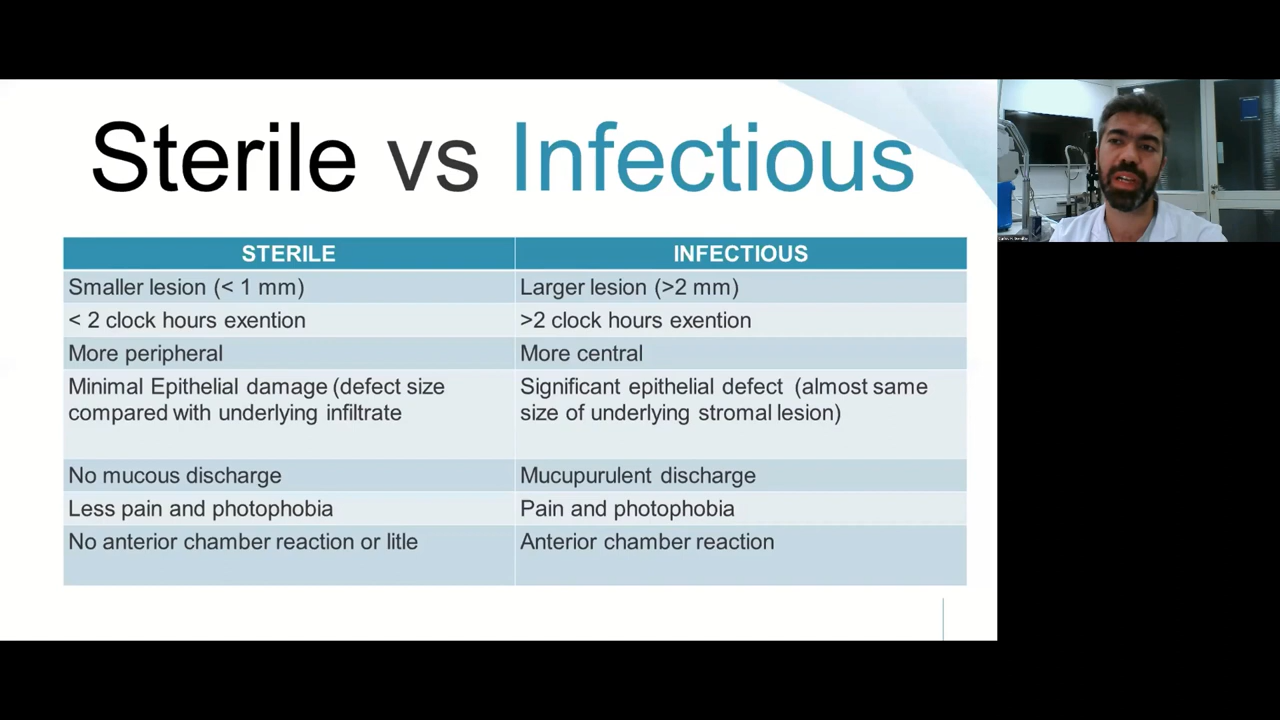 Sterile vs Infectious
STERILE
INFECTIOUS
Smaller lesion (< 1 mm)
Larger lesion (>2 mm)
< 2 clock hours exention
>2 clock hours exention
More peripheral
More central
Minimal Epithelial damage (defect size
compared with underlying infiltrate
Significant epithelial defect (almost same
size of underlying stromal lesion)
No mucous discharge
Mucupurulent discharge
Less pain and photophobia
Pain and photophobia
No anterior chamber reaction or litle
Anterior chamber reaction